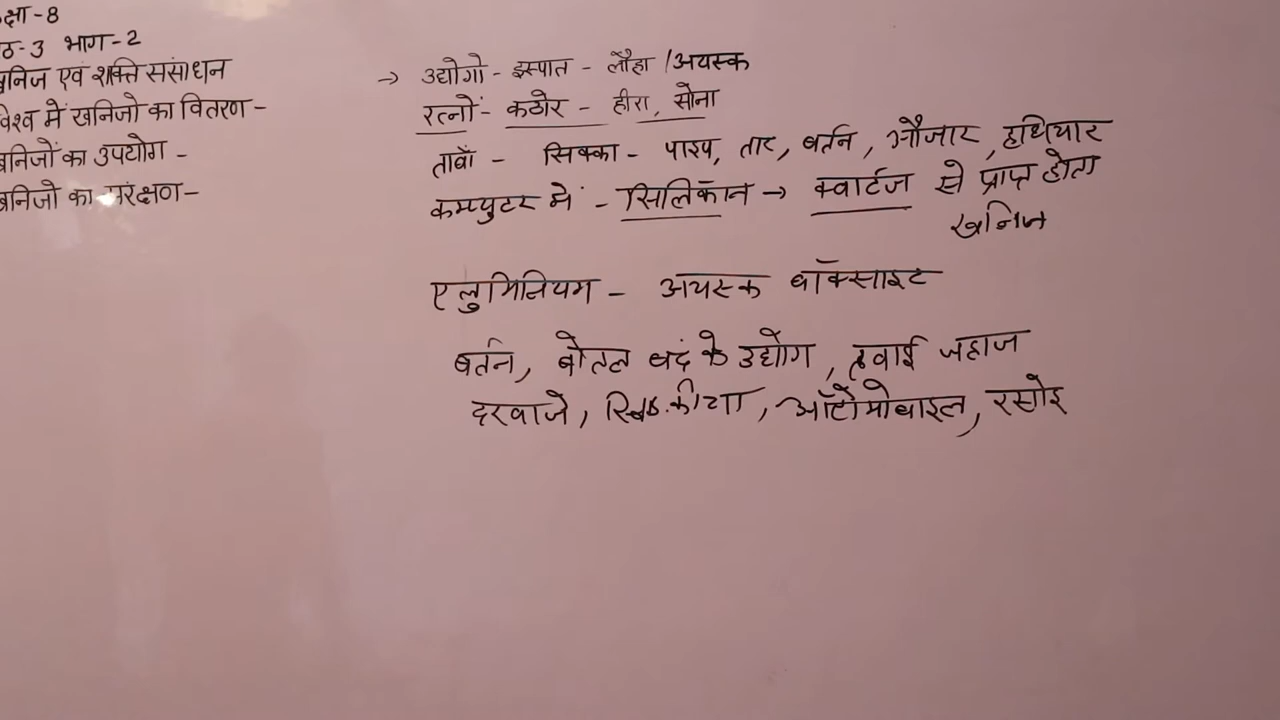 क्षा-8
ठ-3 भाग-2
खनिज एवं शक्ति संसाधन
विश्व में खनिजों का वितरण-
खनिजों का उपयोग -
खनिजो का सरंक्षण-
→ उद्योगो - इस्पात - लौहा/अयस्क
रत्नों- कठोर - हीरा, सोना
तांबॉ - सिक्का - पाइप, तार, बर्तन, औजार, हथियार
कम्प्युटर मे - सिलिकॅान → क्वार्टज से प्राप्त होता
खनिज
एलुमिनियम - अयस्क बॉक्साइट
बर्तन, बोतल बदं के उद्योग, हवाई जहाज
दरवाजे, खिड़कीया, ऑटोमोबाइल, रसोई